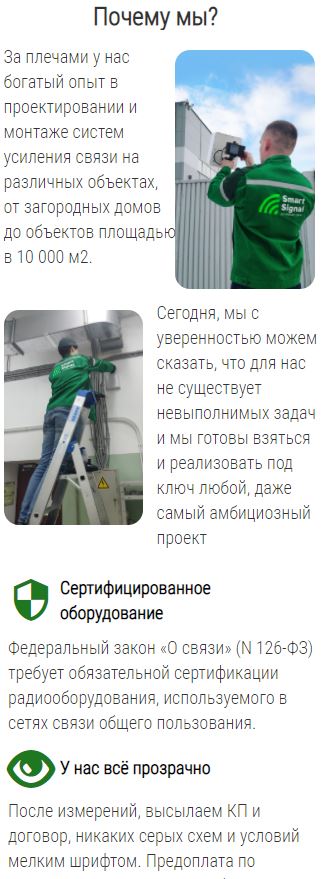 Почему мы?
За плечами у нас
богатый опыт в
проектировании и
монтаже систем
усиления связи на
различных объектах,
от загородных домов
до объектов площадью
в 10 000 м2.
Smart
Signal
Сегодня, мы с
уверенностью можем
сказать, что для нас
не существует
невыполнимых задач
и мы готовы взяться
и реализовать под
ключ любой, даже
самый амбициозный
проект
Сертифицированное
оборудование
Федеральный закон «О связи» (N 126-ФЗ)
требует обязательной сертификации
радиооборудования, используемого в
сетях связи общего пользования.
У нас всё прозрачно
После измерений, высылаем КП и
договор, никаких серых схем и условий
мелким шрифтом. Предоплата по